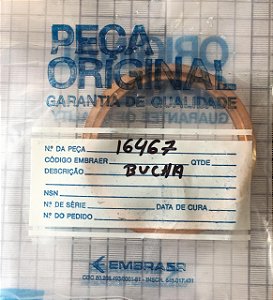 PEÇA
ORIGINAL
GARANTIA DE QUALIDADE
Nº DA PEÇA 16467
CÓDIGO EMBRAER QTDE
DESCRIÇÃO BUCHA
NSN
Nº DE SÉRIE DATA DE CURA
Nº DO PEDIDO
EMBRAER